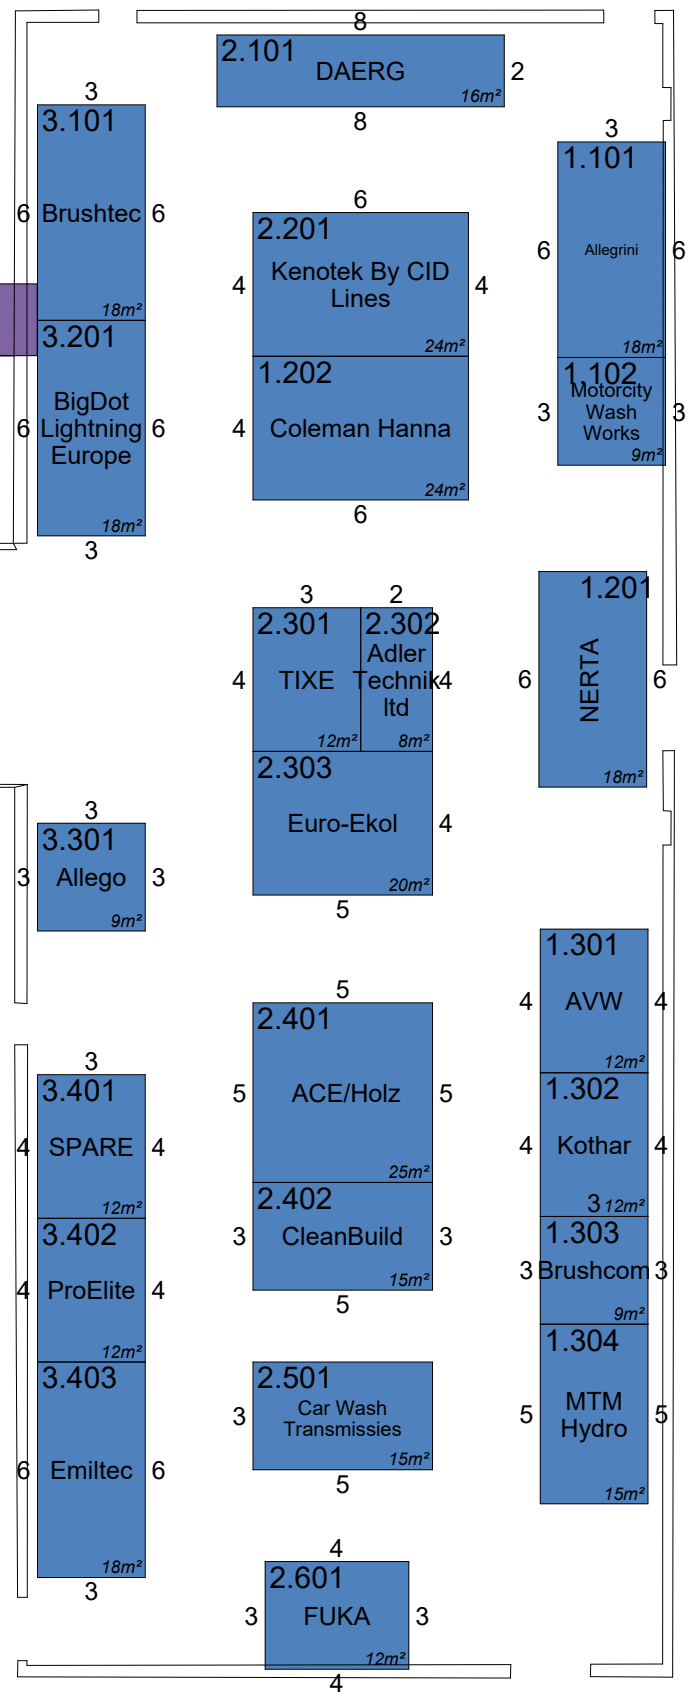 8
2.101
DAERG
2
16m²
8
3
3.101
Brushtec
6
6
18m²
3.201
BigDot
Lightning
Europe
6
6
18m²
3
6
2.201
Kenotek By CID
Lines
4
4
24m²
1.202
Coleman Hanna
4
24m²
6
3
1.101
Allegrini
6
6
18m²
1.102
Motorcity
Wash
Works
3
3
9m²
3
2
2.301
TIXE
4
12m²
2.302
Adler
Technik
ltd
4
8m²
2.303
Euro-Ekol
4
20m²
5
1.201
NERTA
6
6
18m²
3
3.301
Allego
3
3
9m²
5
2.401
ACE/Holz
5
5
25m²
2.402
CleanBuild
3
3
15m²
5
1.301
AVW
4
4
12m²
1.302
Kothar
4
4
3
12m²
1.303
Brushcom
3
3
9m²
1.304
MTM
Hydro
5
5
15m²
3
3.401
SPARE
4
4
12m²
3.402
ProElite
4
4
12m²
3.403
Emiltec
6
6
18m²
3
2.501
Car Wash
Transmissies
3
15m²
5
4
2.601
FUKA
3
3
12m²
4